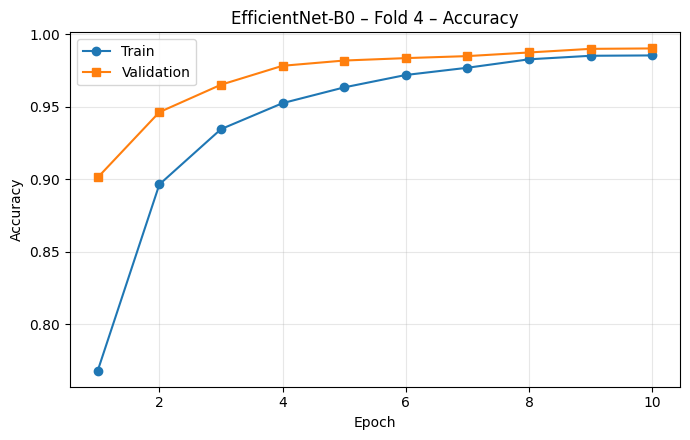 EfficientNet-B0 – Fold 4 – Accuracy
Train
Validation
Accuracy
1.00
0.95
0.90
0.85
0.80
2 4 6 8 10
Epoch